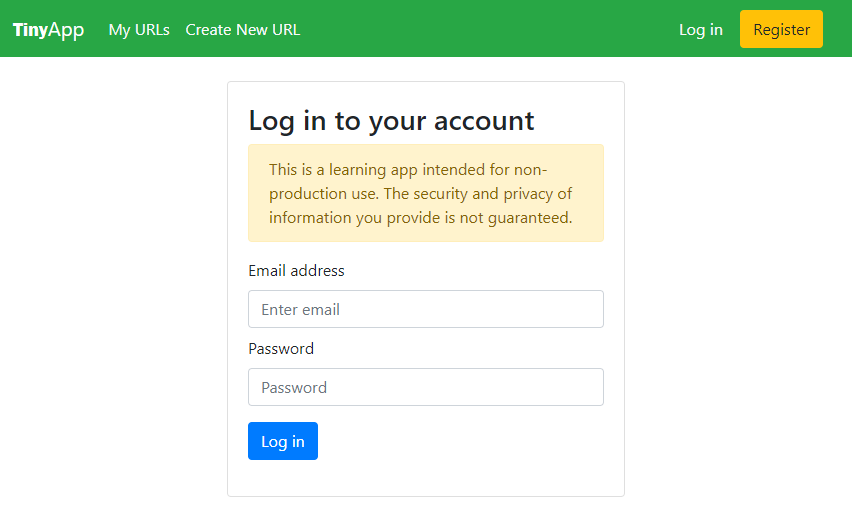 TinyApp My URLs Create New URL Log in Register
Log in to your account
This is a learning app intended for non-
production use. The security and privacy of
information you provide is not guaranteed.
Email address
Enter email
Password
Password
Log in